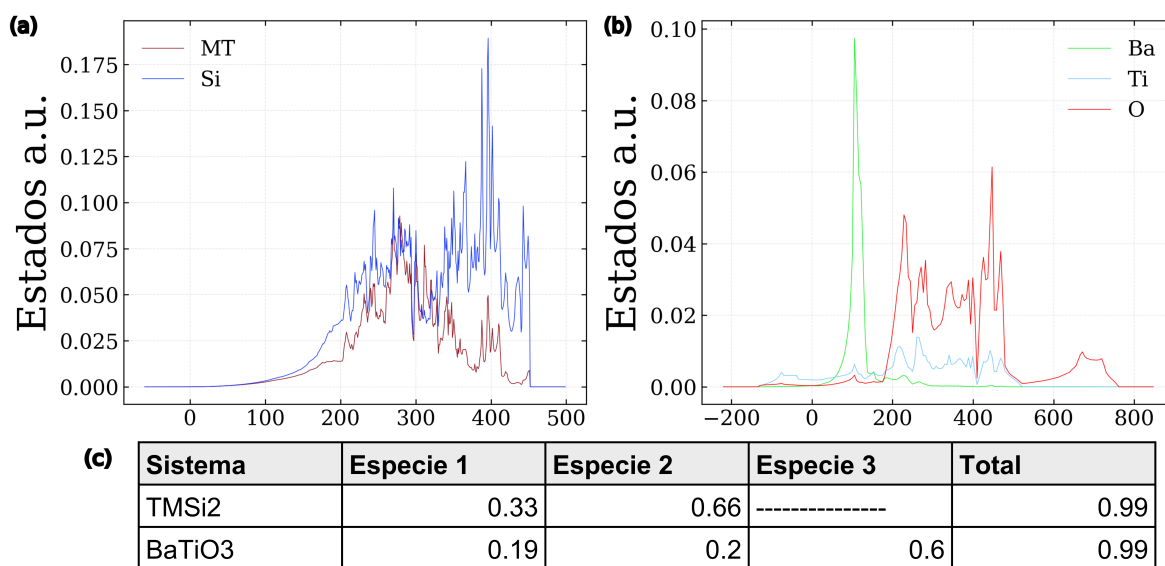 (a)
MT
Si
Estados a.u.
0.175
0.150
0.125
0.100
0.075
0.050
0.025
0.000
0 100 200 300 400 500
(b)
Ba
Ti
O
Estados a.u.
0.10
0.08
0.06
0.04
0.02
0.00
-200 0 200 400 600 800
(c)
Sistema Especie 1 Especie 2 Especie 3 Total
TMSi2 0.33 0.66 --------------- 0.99
BaTiO3 0.19 0.2 0.6 0.99